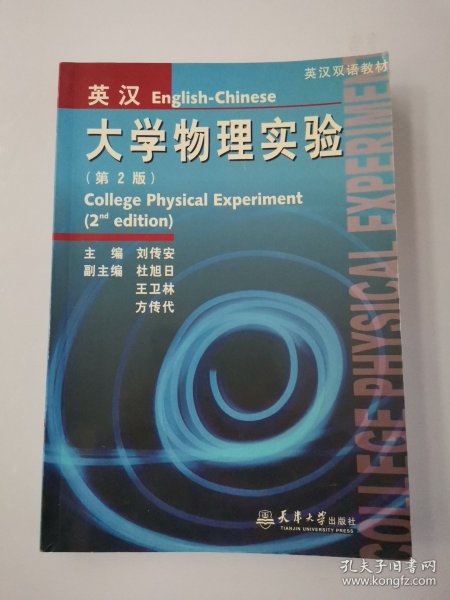 英汉双语教材
英汉 English-Chinese
大学物理实验
(第2版)
College Physical Experiment
(2nd edition)
主 编 刘传安
副主编 杜旭日
王卫林
方传代
COLLEGE PHYSICAL EXPERIME
天津大学出版社
TIANJIN UNIVERSITY PRESS
孔夫子旧书网
www.kongfz.com